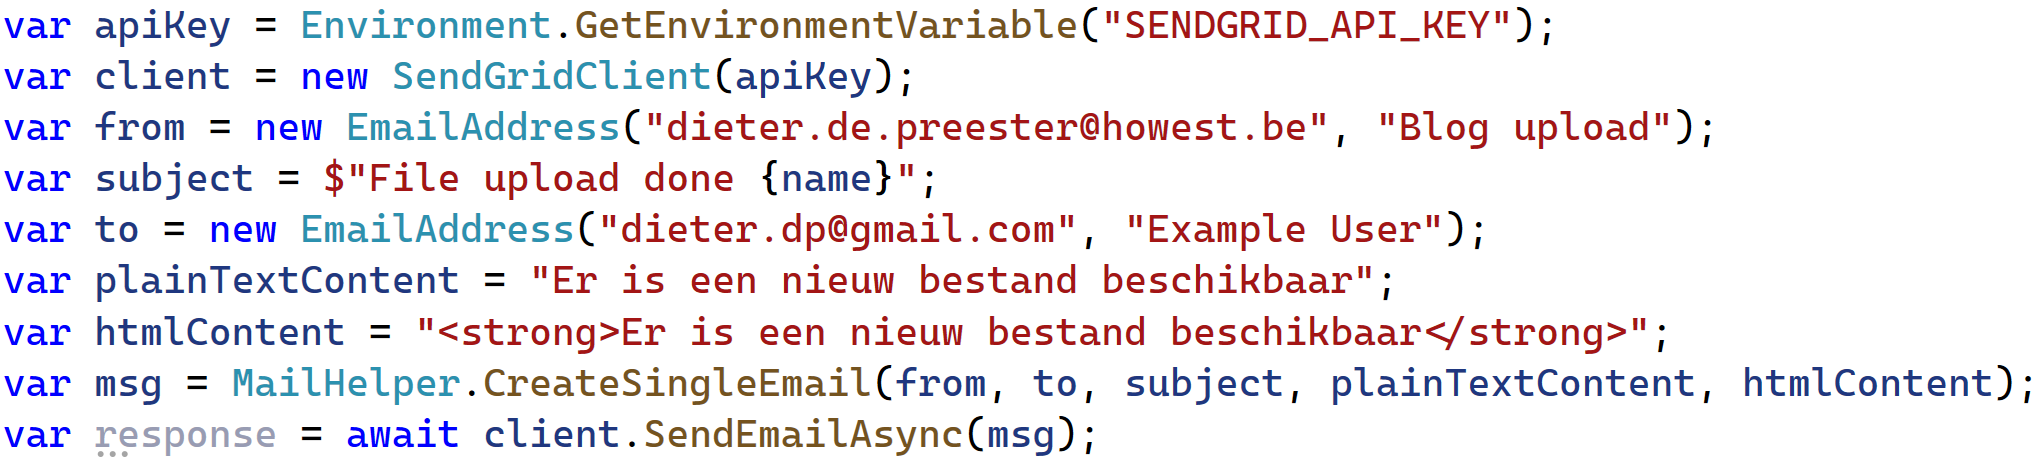 var apiKey = Environment.GetEnvironmentVariable("SENDGRID_API_KEY");
var client = new SendGridClient(apiKey);
var from = new EmailAddress("dieter.de.preester@howest.be", "Blog upload");
var subject = $"File upload done {name}";
var to = new EmailAddress("dieter.dp@gmail.com", "Example User");
var plainTextContent = "Er is een nieuw bestand beschikbaar";
var htmlContent = "<strong>Er is een nieuw bestand beschikbaar</strong>";
var msg = MailHelper.CreateSingleEmail(from, to, subject, plainTextContent, htmlContent);
var response = await client.SendEmailAsync(msg);